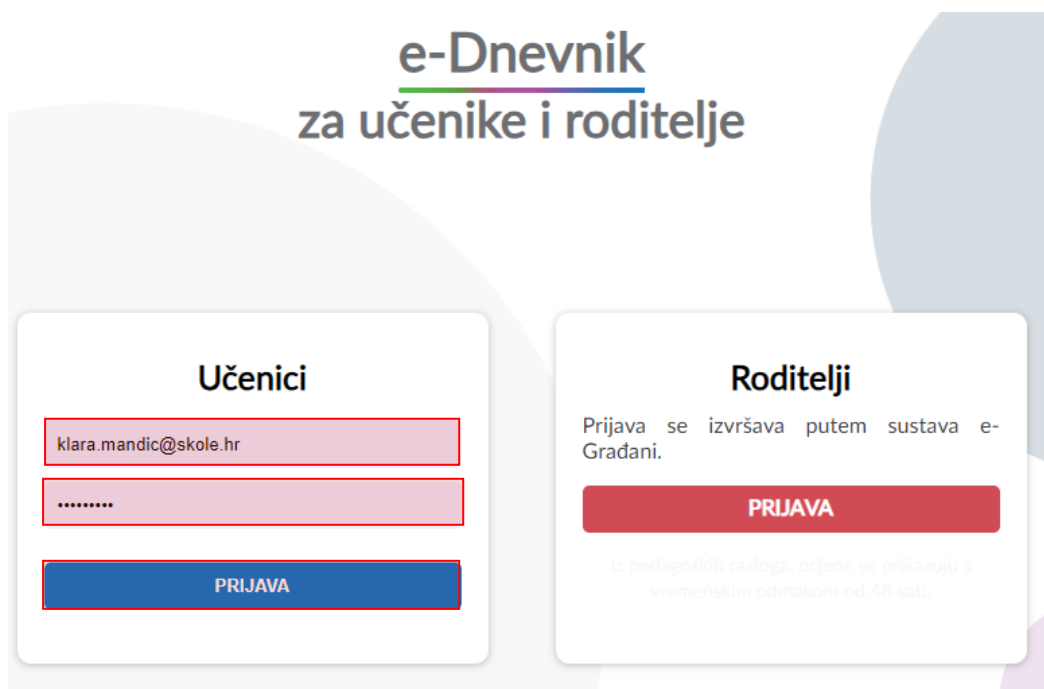 e-Dnevnik
za učenike i roditelje
Učenici
klara.mandic@skole.hr
•••••••••
PRIJAVA
Roditelji
Prijava se izvršava putem sustava e-
Građani.
PRIJAVA
Iz pedagoških razloga, ocjene se prikazuju s
vremenskim odmakom od 48 sati.